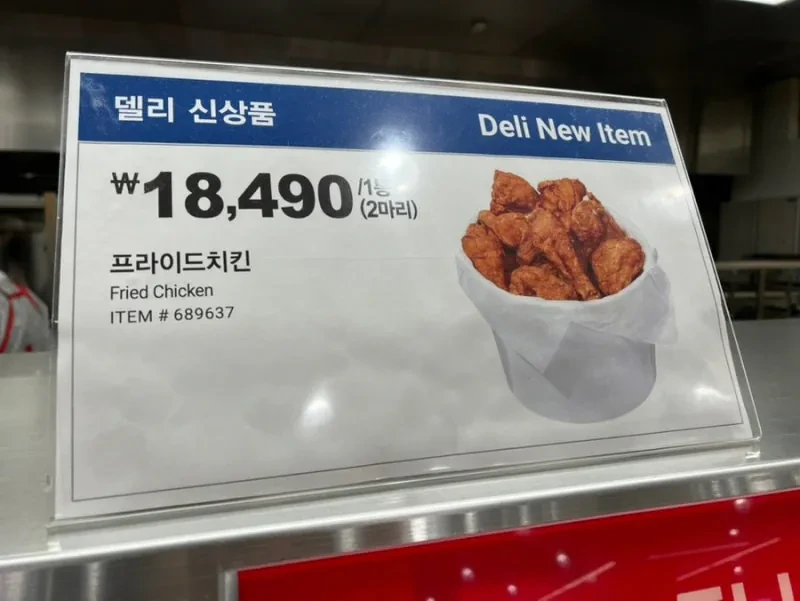 델리 신상품
Deli New Item
₩18,490/1통
(2마리)
프라이드치킨
Fried Chicken
ITEM # 689637